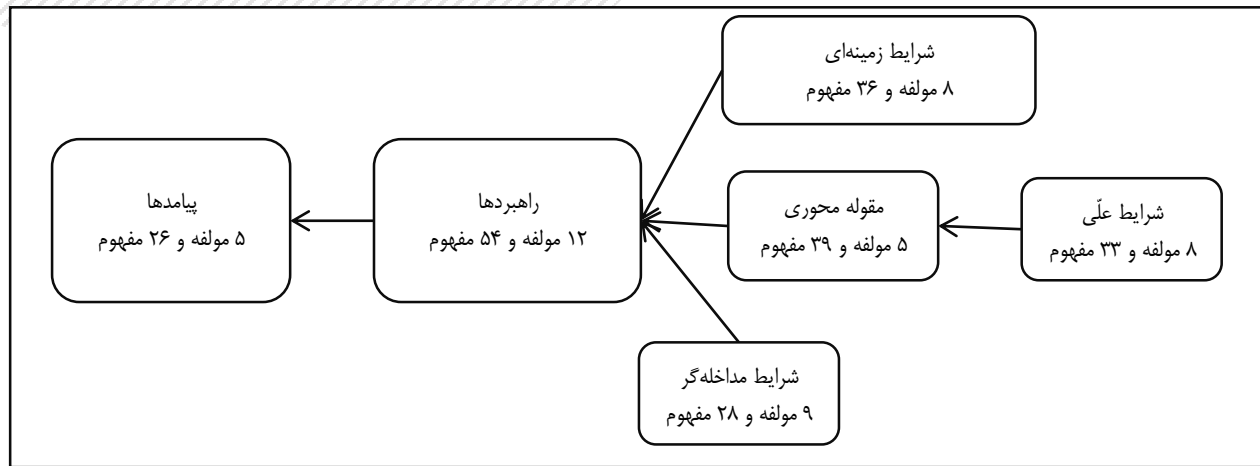 شرایط زمینه‌ای
۸ مولفه و ۳۶ مفهوم
شرایط علّی
۸ مولفه و ۳۳ مفهوم
مقوله محوری
۵ مولفه و ۳۹ مفهوم
راهبردها
۱۲ مولفه و ۵۴ مفهوم
پیامدها
۵ مولفه و ۲۶ مفهوم
شرایط مداخله‌گر
۹ مولفه و ۲۸ مفهوم